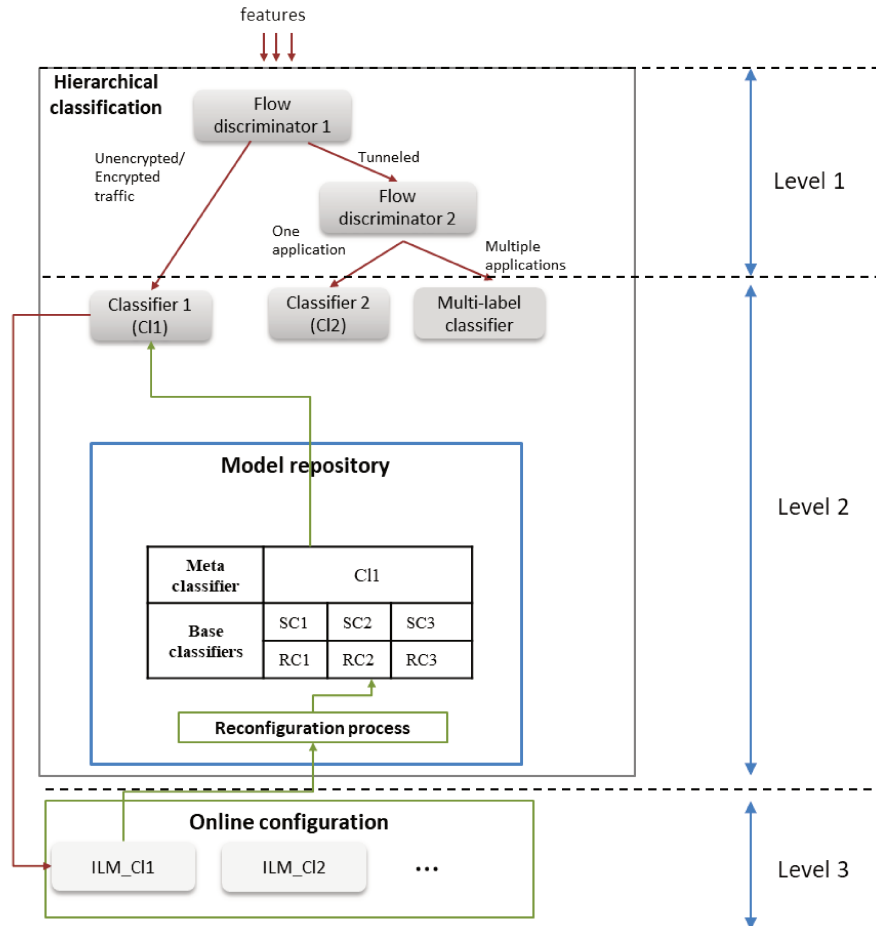 features
Hierarchical
classification
Flow
discriminator 1
Unencrypted/
Encrypted
traffic
Tunneled
Level 1
Flow
discriminator 2
One
application
Multiple
applications
Classifier 1
(Cl1)
Classifier 2
(Cl2)
Multi-label
classifier
Model repository
Level 2
Meta
classifier
Cl1
Base
classifiers
SC1 SC2 SC3
RC1 RC2 RC3
Reconfiguration process
Online configuration
ILM_Cl1
ILM_Cl2
...
Level 3